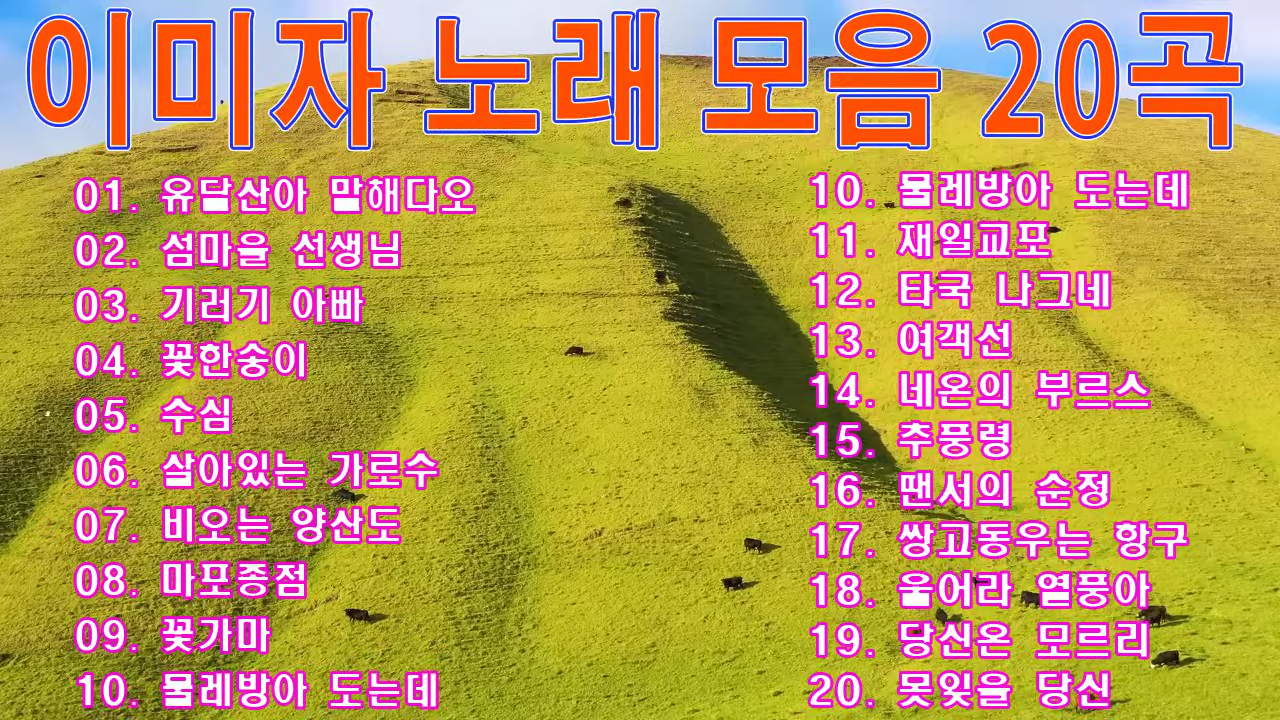 이미자 노래 모음 20곡
01. 유달산아 말해다오
02. 섬마을 선생님
03. 기러기 아빠
04. 꽃한송이
05. 수심
06. 살아있는 가로수
07. 비오는 양산도
08. 마포종점
09. 꽃가마
10. 물레방아 도는데
10. 물레방아 도는데
11. 재일교포
12. 타국 나그네
13. 여객선
14. 네온의 부르스
15. 추풍령
16. 땐서의 순정
17. 쌍고동우는 항구
18. 울어라 열풍아
19. 당신은 모르리
20. 못잊을 당신